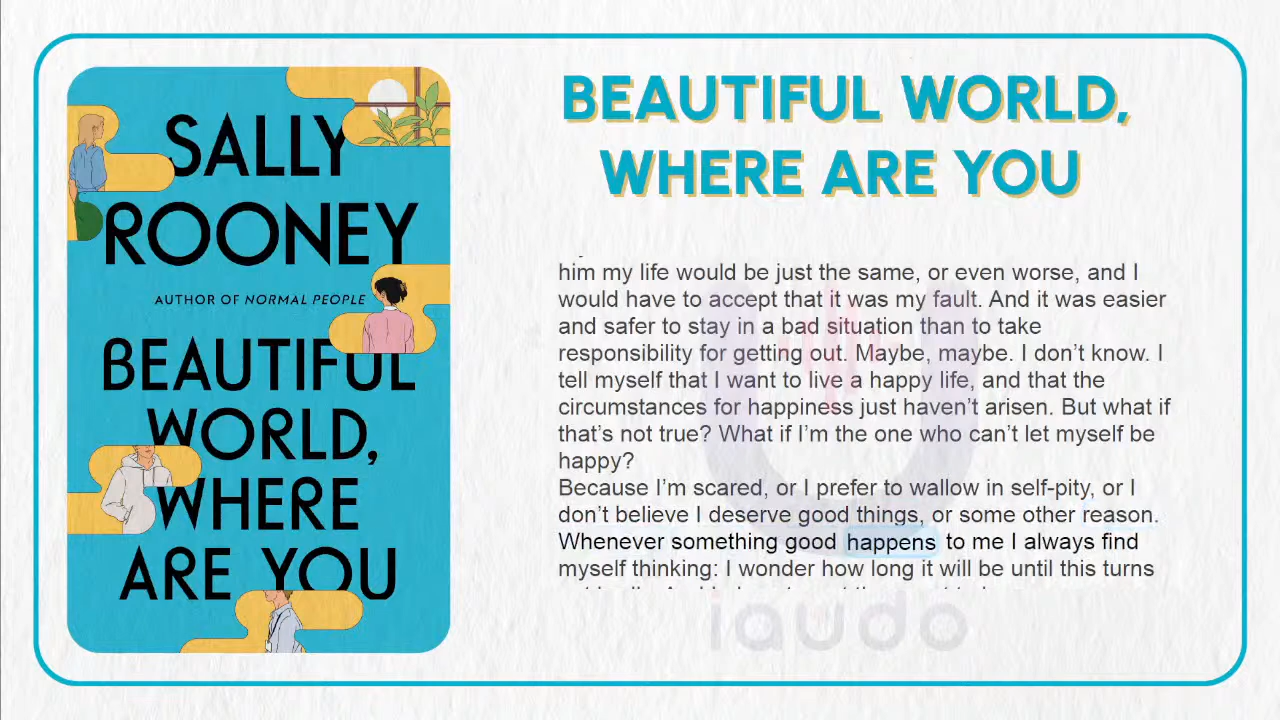 SALLY
ROONEY
AUTHOR OF NORMAL PEOPLE
BEAUTIFUL
WORLD,
WHERE
ARE YOU
BEAUTIFUL WORLD,
WHERE ARE YOU
him my life would be just the same, or even worse, and I
would have to accept that it was my fault. And it was easier
and safer to stay in a bad situation than to take
responsibility for getting out. Maybe, maybe. I don't know. I
tell myself that I want to live a happy life, and that the
circumstances for happiness just haven't arisen. But what if
that's not true? What if I'm the one who can't let myself be
happy?
Because I'm scared, or I prefer to wallow in self-pity, or I
don't believe I deserve good things, or some other reason.
Whenever something good happens to me I always find
myself thinking: I wonder how long it will be until this turns
iaudo